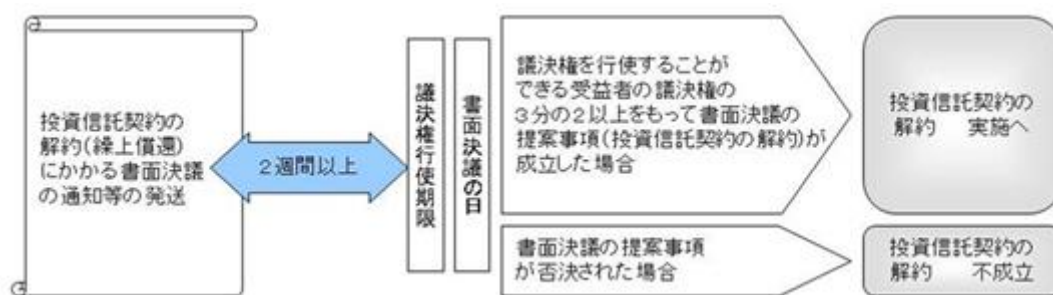 投資信託契約の
解約(繰上償還)
にかかる書面決議
の通知等の発送
２週間以上
議決権行使期限
書面決議の日
議決権を行使することが
できる受益者の議決権の
３分の２以上をもって書面決議の
提案事項(投資信託契約の解約)が
成立した場合
投資信託契約の
解約　実施へ
書面決議の提案事項
が否決された場合
投資信託契約の
解約　不成立